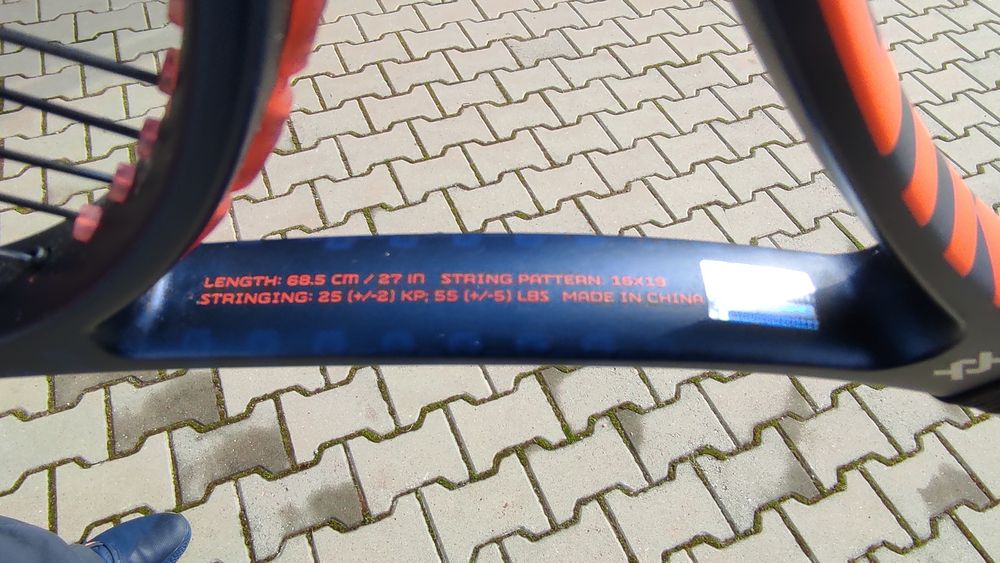 LENGTH: 68.5 CM / 27 IN STRING PATTERN: 16X19
STRINGING: 25 (+/-2) KP; 55 (+/-5) LBS MADE IN CHINA